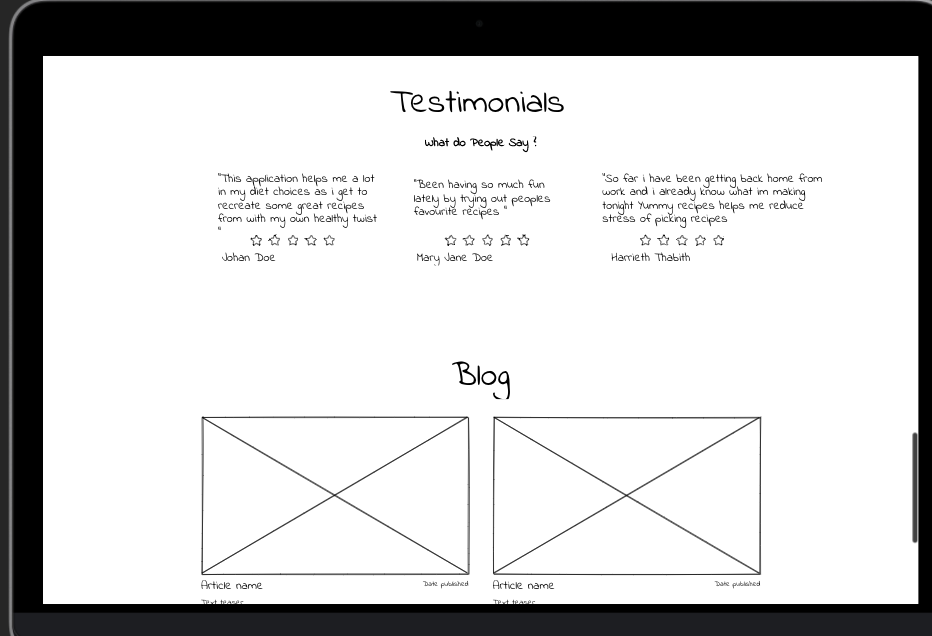 Testimonials
What do People Say ?
"This application helps me a lot
in my diet choices as i get to
recreate some great recipes
from with my own healthy twist
"
Johan Doe
"Been having so much fun
lately by trying out peoples
favourite recipes "
Mary Jane Doe
"So far i have been getting back home from
work and i already know what im making
tonight Yummy recipes helps me reduce
stress of picking recipes
Harrieth Thabith
Blog
Article name
Date published
Text teaser
Article name
Date published
Text teaser